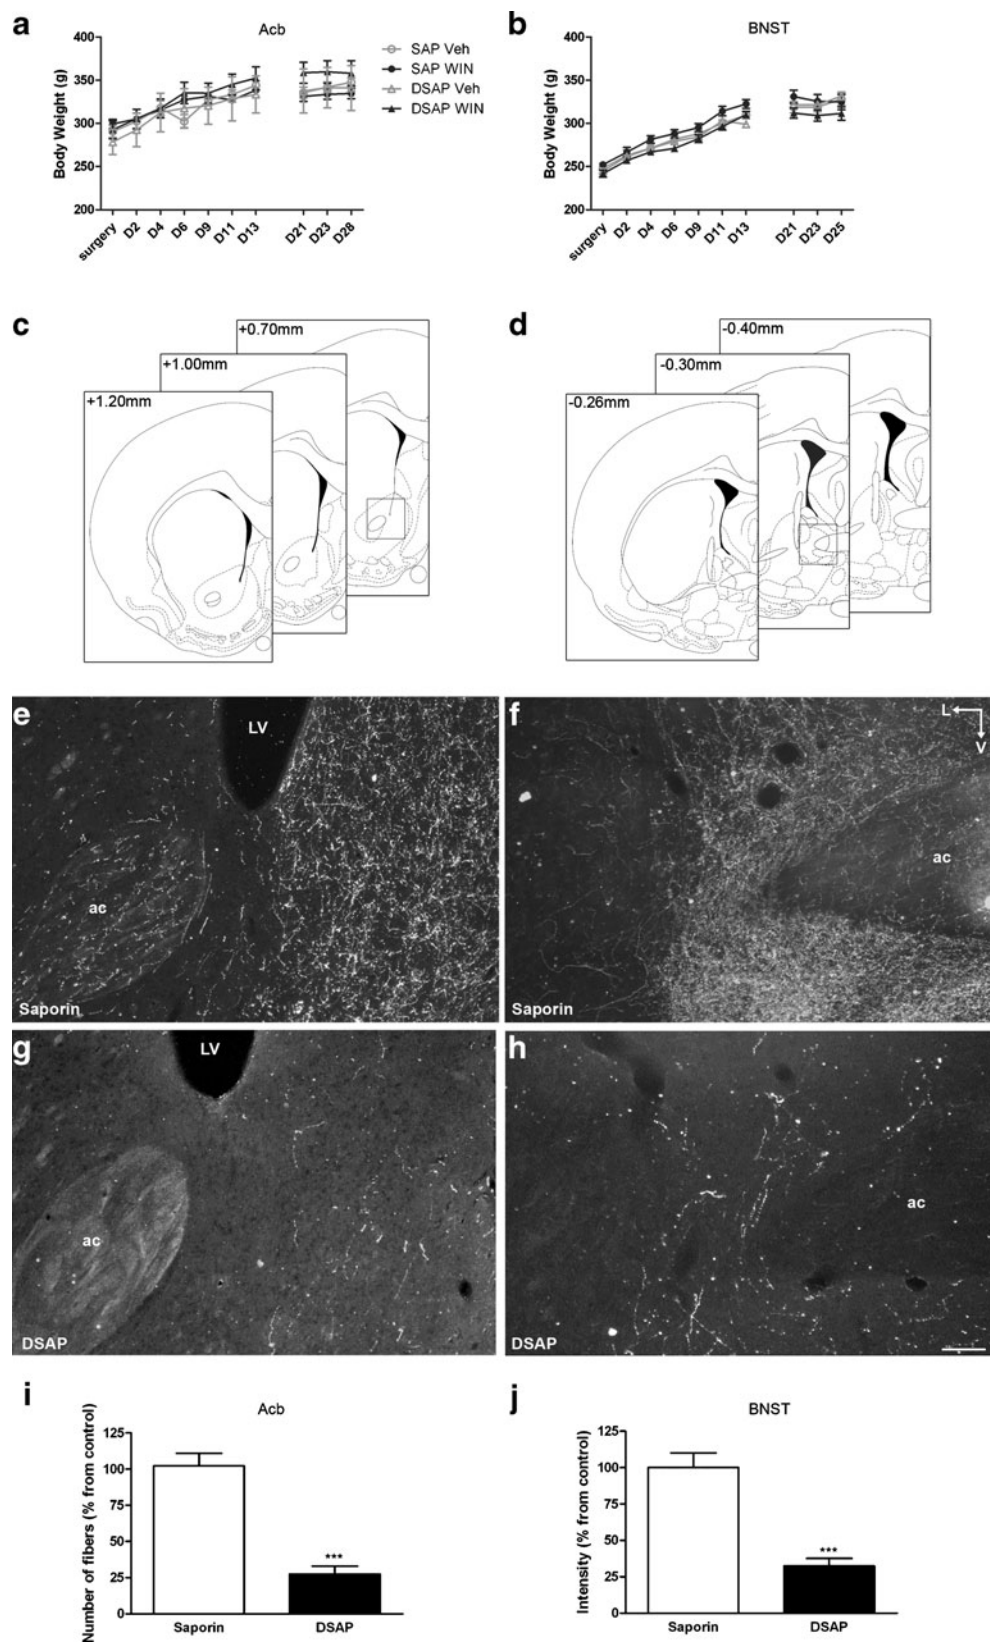 a
Acb
Body Weight (g)
400
350
300
250
200
surgery
D2
D4
D6
D9
D11
D13
D21
D23
D28
SAP Veh
SAP WIN
DSAP Veh
DSAP WIN
b
BNST
Body Weight (g)
400
350
300
250
200
surgery
D2
D4
D6
D9
D11
D13
D21
D23
D25
c
+0.70mm
+1.00mm
+1.20mm
d
-0.40mm
-0.30mm
-0.26mm
e
LV
ac
Saporin
f
L
V
ac
Saporin
g
LV
ac
DSAP
h
ac
DSAP
i
Acb
Number of fibers (% from control)
125
100
75
50
25
0
***
Saporin
DSAP
j
BNST
Intensity (% from control)
125
100
75
50
25
0
***
Saporin
DSAP